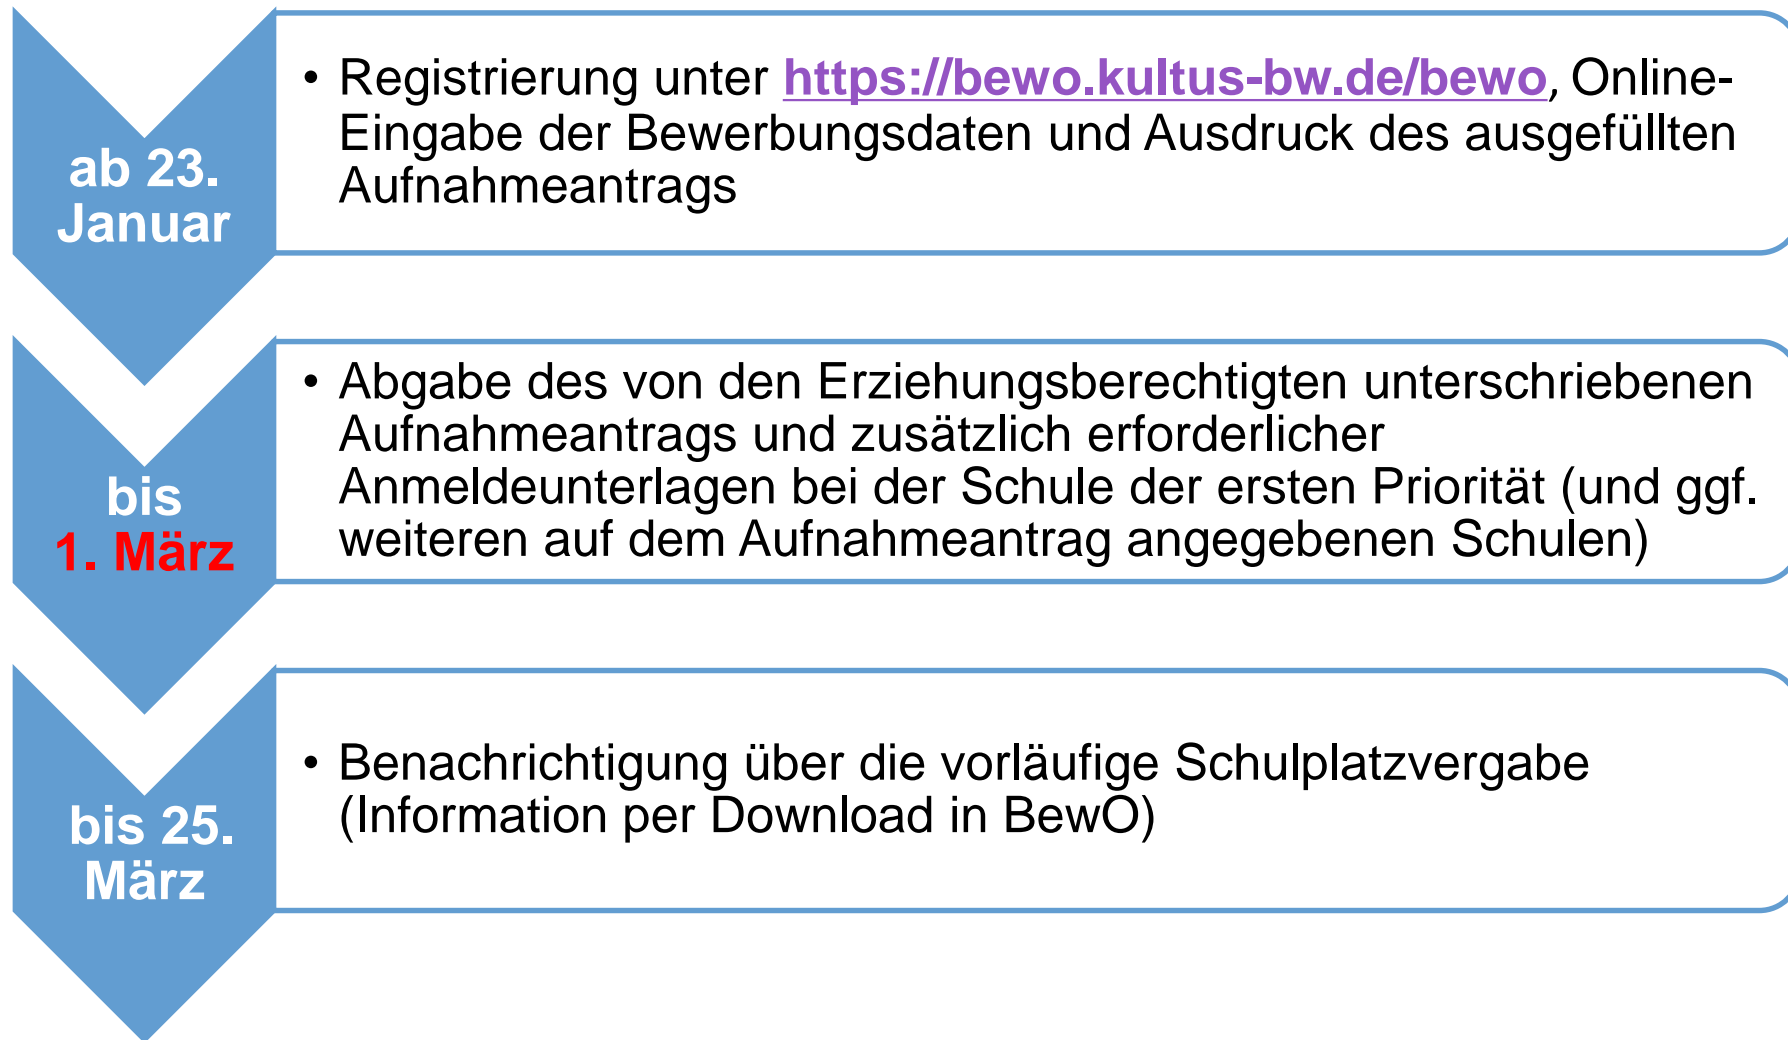 ab 23.
Januar
• Registrierung unter https://bewo.kultus-bw.de/bewo, Online-
Eingabe der Bewerbungsdaten und Ausdruck des ausgefüllten
Aufnahmeantrags
bis
1. März
• Abgabe des von den Erziehungsberechtigten unterschriebenen
Aufnahmeantrags und zusätzlich erforderlicher
Anmeldeunterlagen bei der Schule der ersten Priorität (und ggf.
weiteren auf dem Aufnahmeantrag angegebenen Schulen)
bis 25.
März
• Benachrichtigung über die vorläufige Schulplatzvergabe
(Information per Download in BewO)